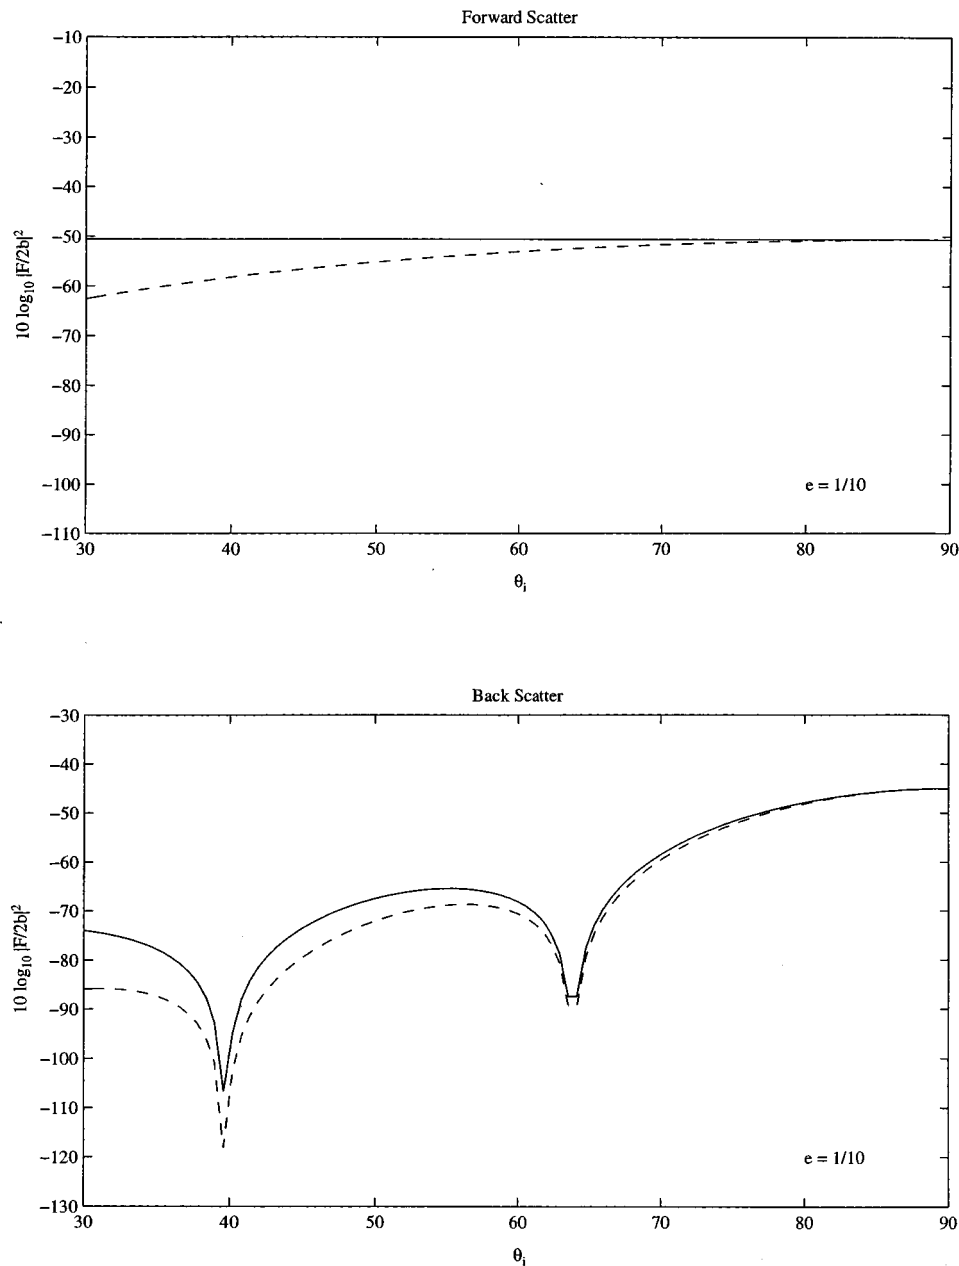 Forward Scatter
−10
−20
−30
−40
−50
−60
−70
−80
−90
−100
−110
10 log₁₀ |F/2b|²
e = 1/10
30 40 50 60 70 80 90
θᵢ
Back Scatter
−30
−40
−50
−60
−70
−80
−90
−100
−110
−120
−130
10 log₁₀ |F/2b|²
e = 1/10
30 40 50 60 70 80 90
θᵢ